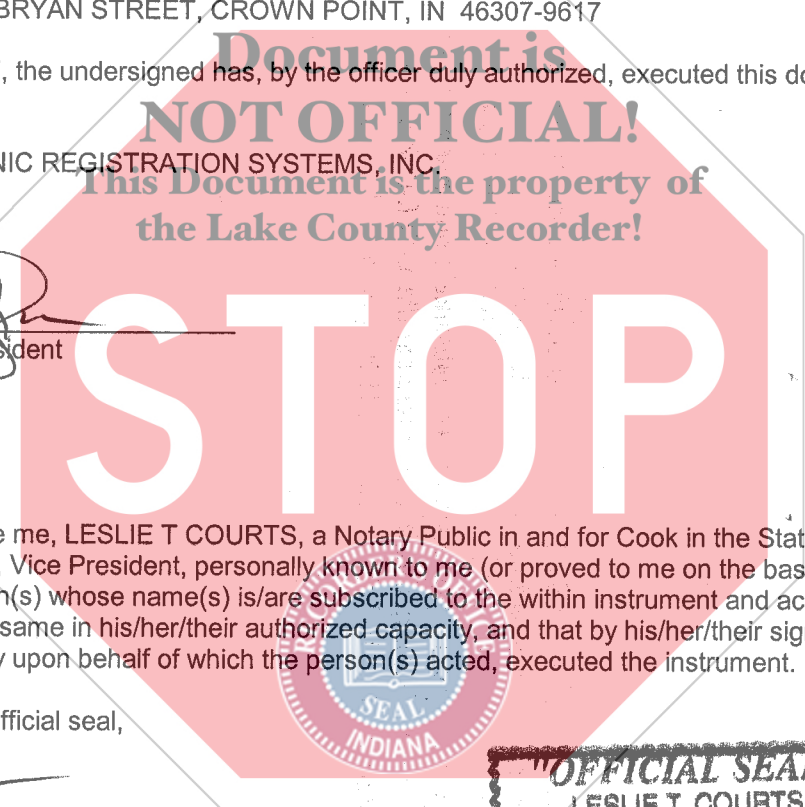 BRYAN STREET, CROWN POINT, IN 46307-9617
Document is
, the undersigned has, by the officer duly authorized, executed this do
NOT OFFICIAL!
NIC REGISTRATION SYSTEMS, INC.
This Document is the property of
the Lake County Recorder!
sident
STOP
e me, LESLIE T COURTS, a Notary Public in and for Cook in the Stat
, Vice President, personally known to me (or proved to me on the bas
n(s) whose name(s) is/are subscribed to the within instrument and ac
same in his/her/their authorized capacity, and that by his/her/their sig
y upon behalf of which the person(s) acted, executed the instrument.
RECORDER'S OFFICE
SEAL
INDIANA
fficial seal,
"OFFICIAL SEAL
LESLIE T. COURTS